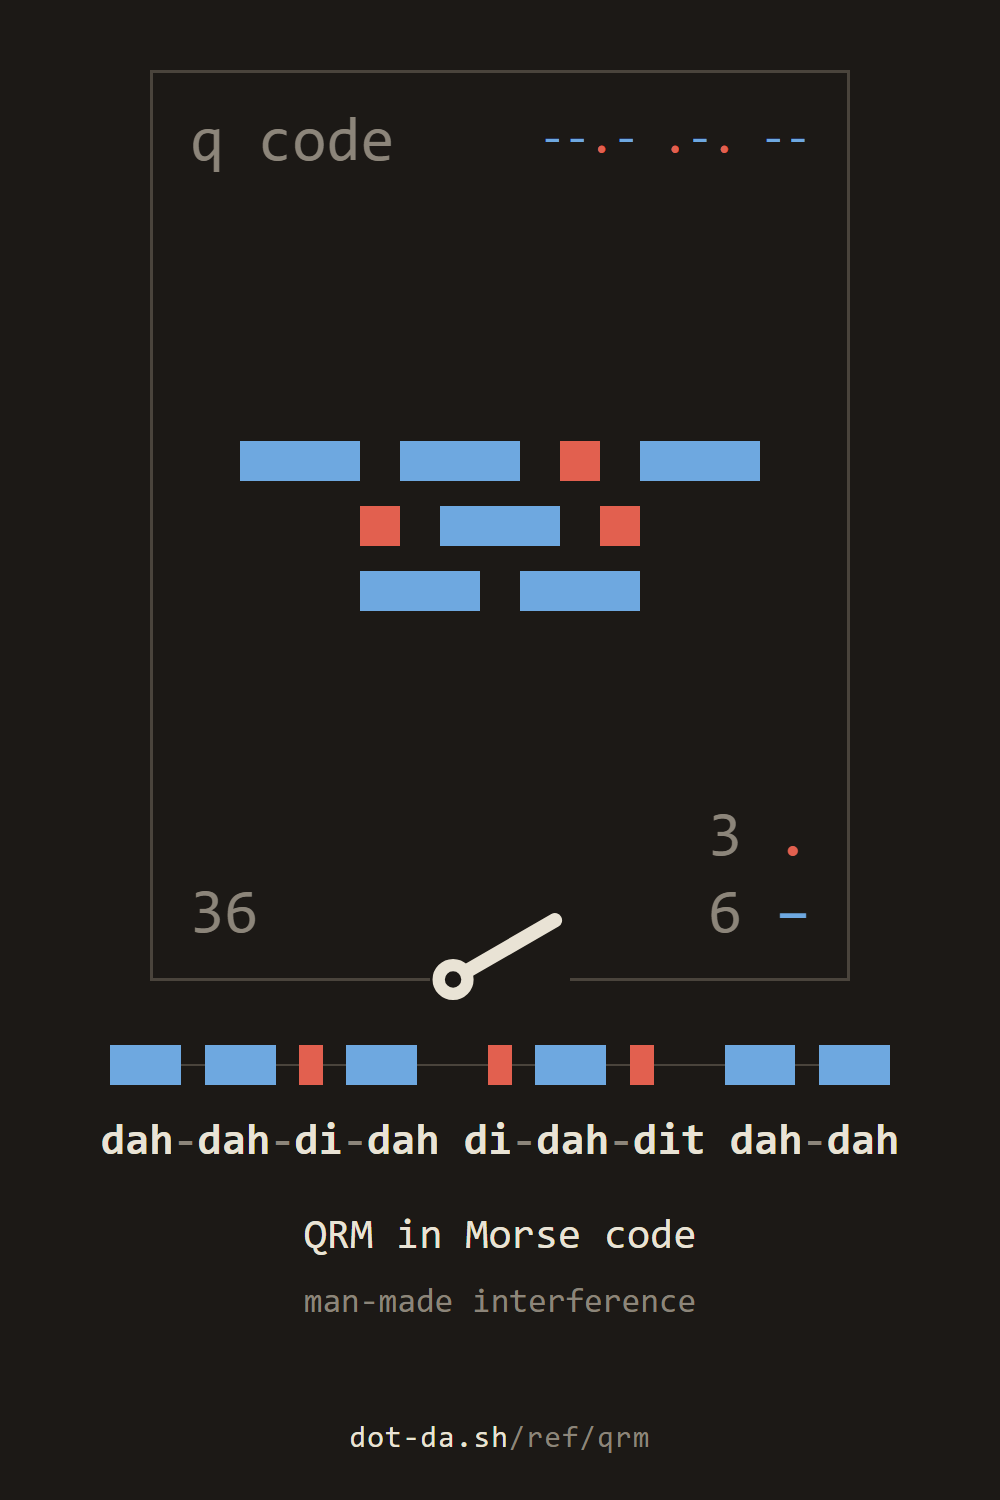 q code --.- .-. --
3 .
36 6 -
dah-dah-di-dah di-dah-dit dah-dah
QRM in Morse code
man-made interference
dot-da.sh/ref/qrm